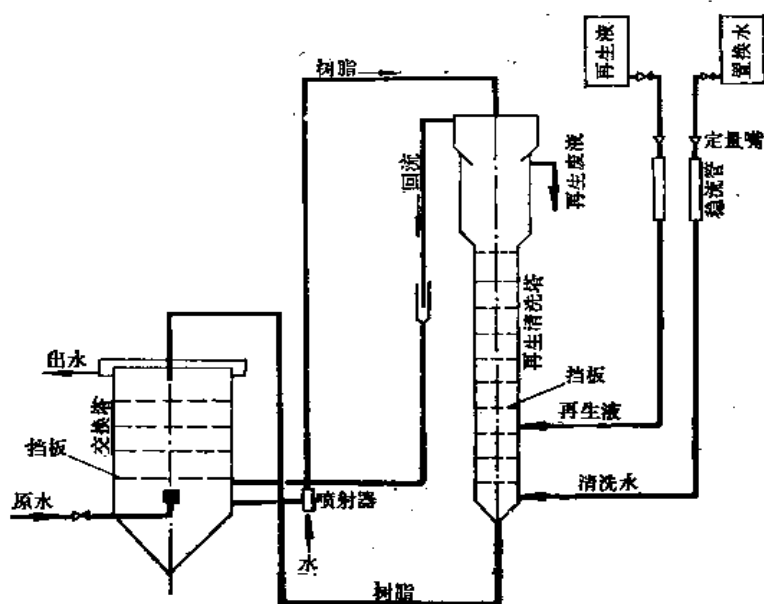 树脂
再生液
置换水
定量嘴
稳流管
回流
再生废液
再生清洗塔
出水
交换塔
挡板
挡板
再生液
原水
喷射器
清洗水
水
树脂